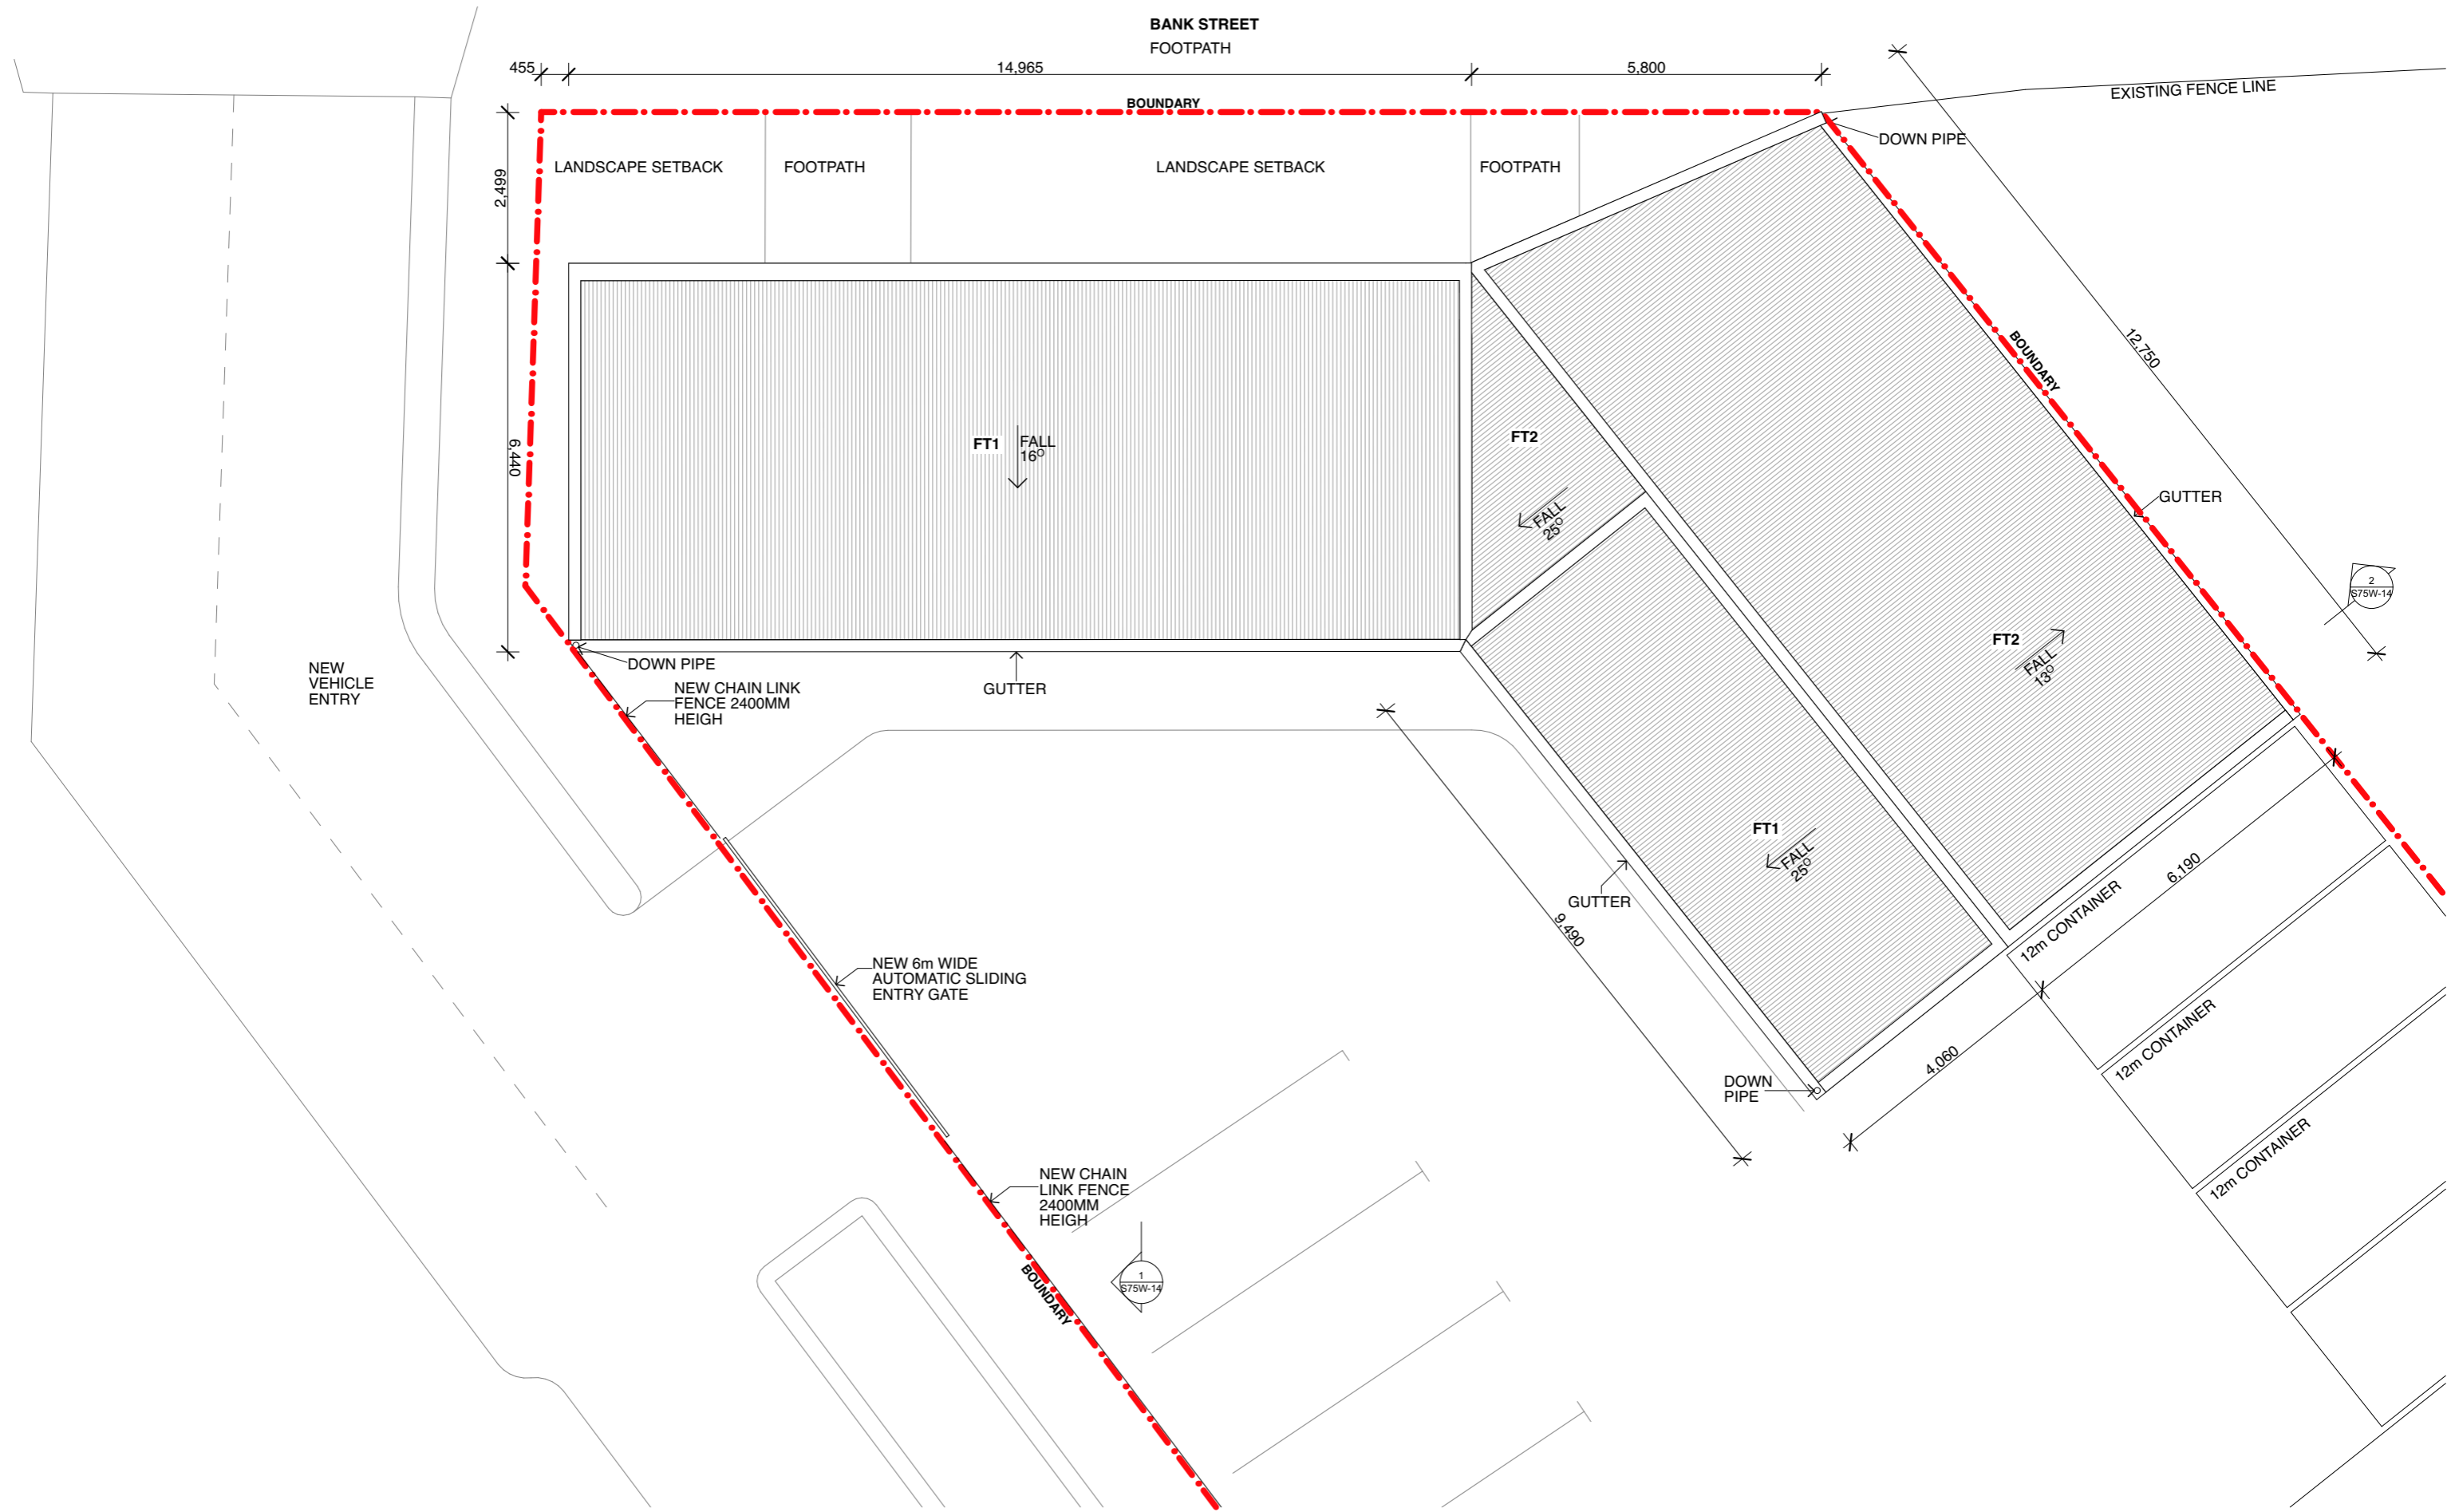 BANK STREET
FOOTPATH
455
14,965
5,800
BOUNDARY
EXISTING FENCE LINE
DOWN PIPE
LANDSCAPE SETBACK
FOOTPATH
LANDSCAPE SETBACK
FOOTPATH
2,499
12,750
BOUNDARY
6,440
FT1
FALL
16O
FT2
FALL
25O
GUTTER
2
S75W-14
FT2
FALL
13O
NEW
VEHICLE
ENTRY
DOWN PIPE
NEW CHAIN LINK
FENCE 2400MM
HEIGH
GUTTER
FT1
FALL
25O
GUTTER
9,490
6,190
12m CONTAINER
NEW 6m WIDE
AUTOMATIC SLIDING
ENTRY GATE
12m CONTAINER
4,060
DOWN
PIPE
12m CONTAINER
NEW CHAIN
LINK FENCE
2400MM
HEIGH
BOUNDARY
1
S75W-14